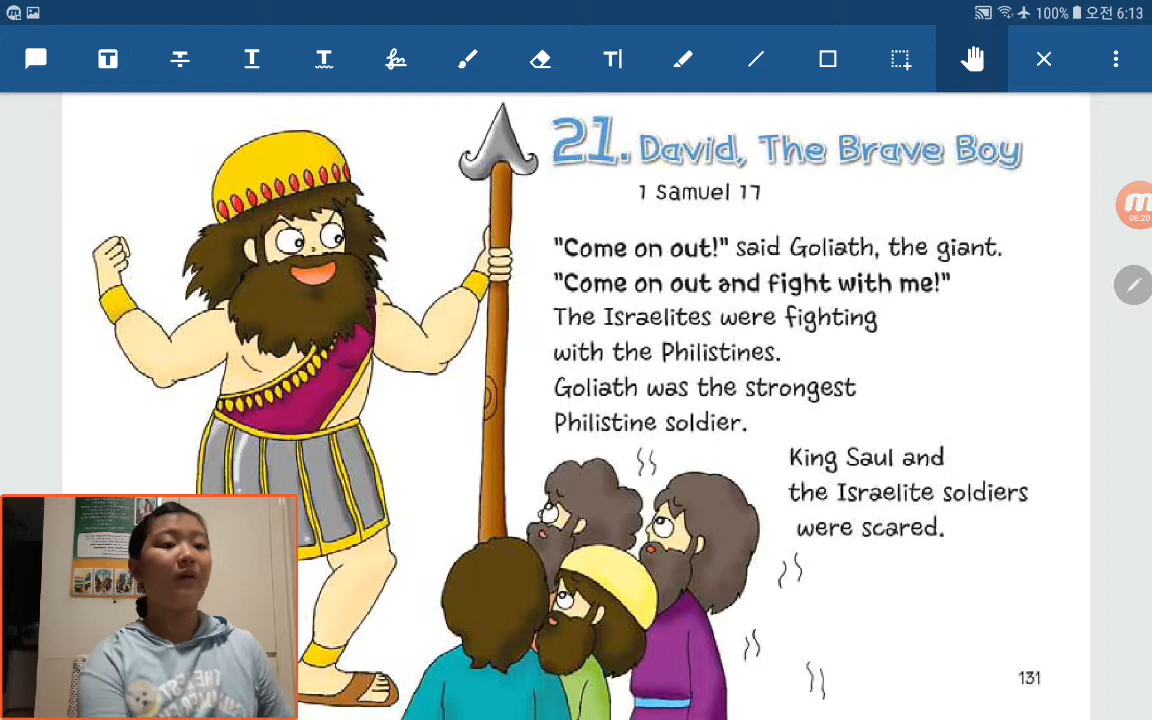 100% 오전 6:13
21. David, The Brave Boy
1 Samuel 17
"Come on out!" said Goliath, the giant.
"Come on out and fight with me!"
The Israelites were fighting
with the Philistines.
Goliath was the strongest
Philistine soldier.
King Saul and
the Israelite soldiers
were scared.
06:20
131